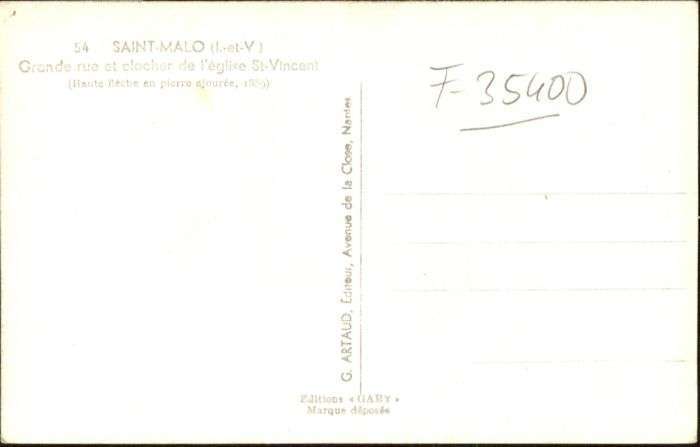 54 SAINT-MALO (I.-et-V.)
Grande rue et clocher de l'église St-Vincent
(Haute flèche en pierre ajourée, 1859)
F-35400
G. ARTAUD, Éditeur, Avenue de la Close, Nantes
Editions « GABY »
Marque déposée